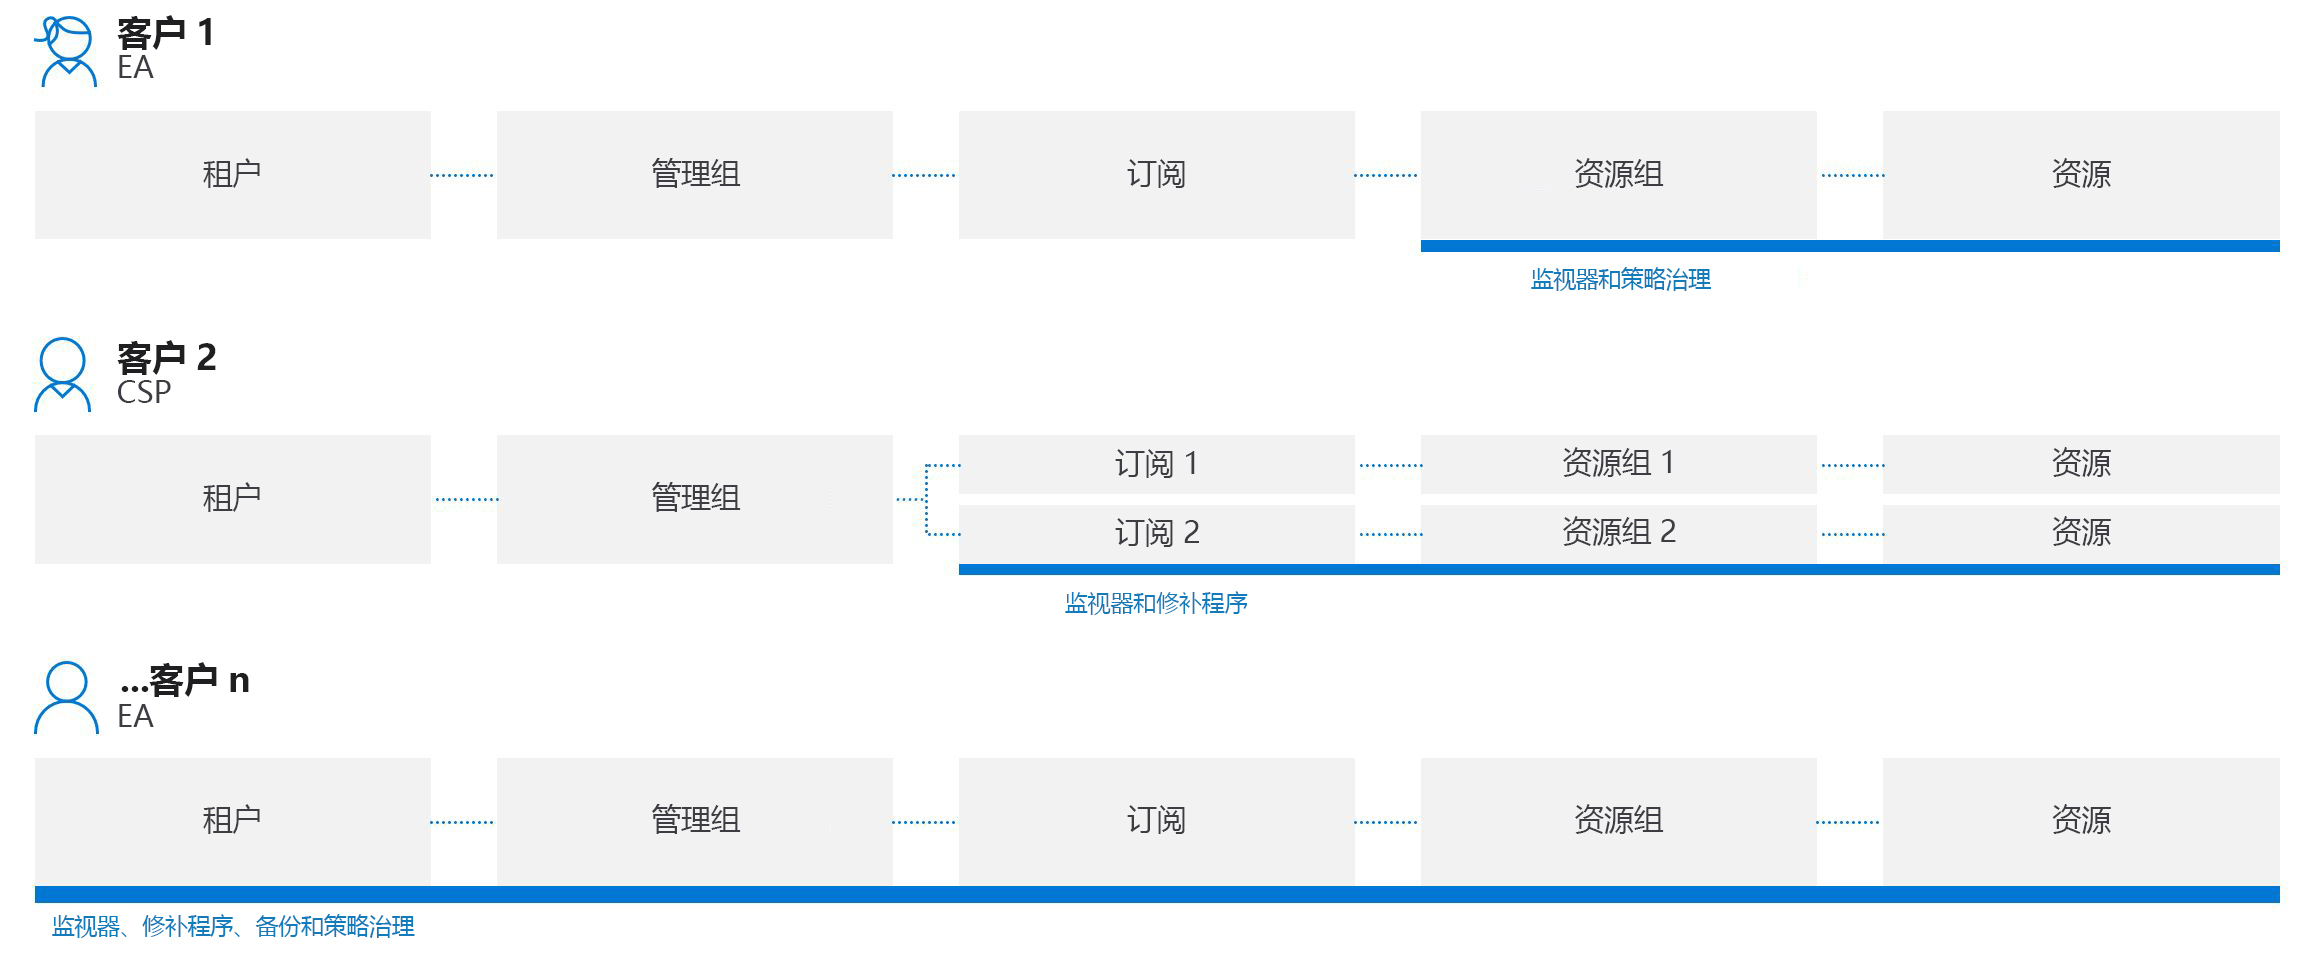 客户 1
EA
租户
管理组
订阅
资源组
资源
监视器和策略治理
客户 2
CSP
租户
管理组
订阅 1
资源组 1
资源
订阅 2
资源组 2
资源
监视器和修补程序
...客户 n
EA
租户
管理组
订阅
资源组
资源
监视器、修补程序、备份和策略治理